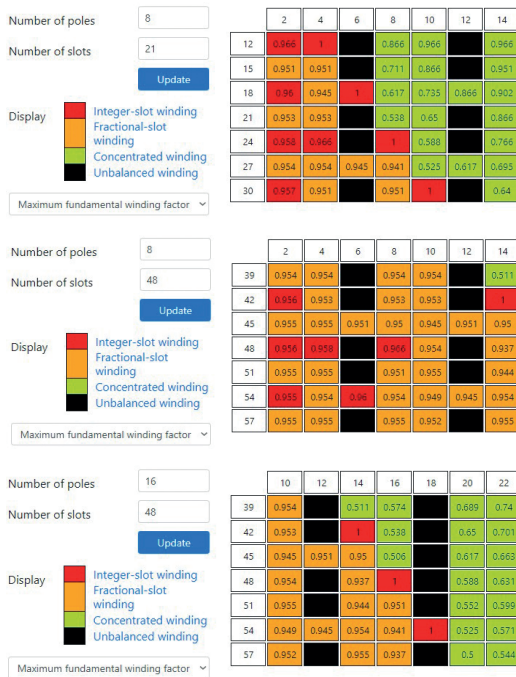 Number of poles 8
Number of slots 21
Update
Display
Integer-slot winding
Fractional-slot
winding
Concentrated winding
Unbalanced winding
Maximum fundamental winding factor
2 4 6 8 10 12 14
12 0.966 1 0.866 0.966 0.966
15 0.951 0.951 0.711 0.866 0.951
18 0.96 0.945 1 0.617 0.735 0.866 0.902
21 0.953 0.953 0.538 0.65 0.866
24 0.958 0.966 1 0.588 0.766
27 0.954 0.954 0.945 0.941 0.525 0.617 0.695
30 0.957 0.951 0.951 1 0.64
Number of poles 8
Number of slots 48
Update
Display
Integer-slot winding
Fractional-slot
winding
Concentrated winding
Unbalanced winding
Maximum fundamental winding factor
2 4 6 8 10 12 14
39 0.954 0.954 0.954 0.954 0.511
42 0.956 0.953 0.953 0.953 1
45 0.955 0.955 0.951 0.95 0.945 0.951 0.95
48 0.956 0.958 0.966 0.954 0.937
51 0.955 0.955 0.951 0.955 0.944
54 0.955 0.954 0.96 0.954 0.949 0.945 0.954
57 0.955 0.955 0.955 0.952 0.955
Number of poles 16
Number of slots 48
Update
Display
Integer-slot winding
Fractional-slot
winding
Concentrated winding
Unbalanced winding
Maximum fundamental winding factor
10 12 14 16 18 20 22
39 0.954 0.511 0.574 0.689 0.74
42 0.953 1 0.538 0.65 0.701
45 0.945 0.951 0.95 0.506 0.617 0.663
48 0.954 0.937 1 0.588 0.631
51 0.955 0.944 0.951 0.552 0.599
54 0.949 0.945 0.954 0.941 1 0.525 0.571
57 0.952 0.955 0.937 0.5 0.544